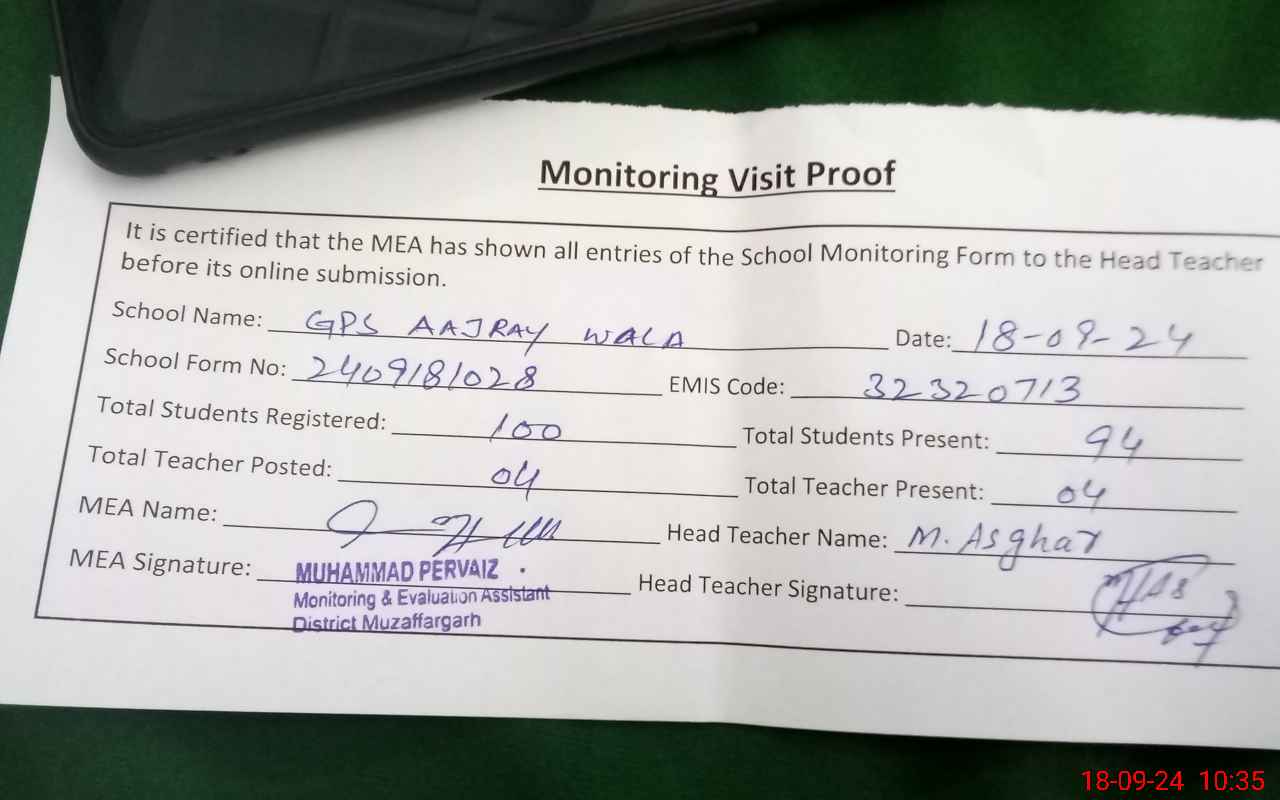 Monitoring Visit Proof
It is certified that the MEA has shown all entries of the School Monitoring Form to the Head Teacher
before its online submission.
School Name: GPS AAJRAY WALA Date: 18-09-24
School Form No: 2409181028 EMIS Code: 32320713
Total Students Registered: 100 Total Students Present: 94
Total Teacher Posted: 04 Total Teacher Present: 04
MEA Name: Head Teacher Name: M. Asghar
MEA Signature: MUHAMMAD PERVAIZ Head Teacher Signature:
Monitoring & Evaluation Assistant
District Muzaffargarh
18-09-24 10:35